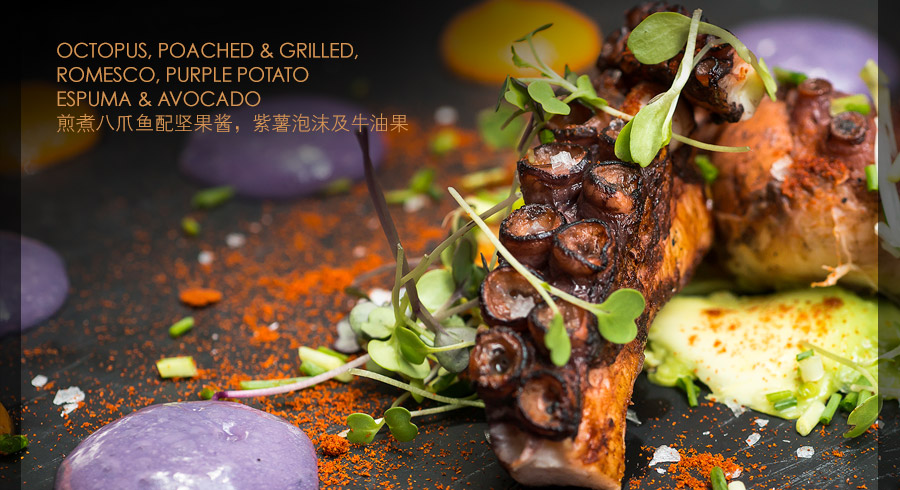 OCTOPUS, POACHED & GRILLED,
ROMESCO, PURPLE POTATO
ESPUMA & AVOCADO
煎煮八爪鱼配坚果酱，紫薯泡沫及牛油果